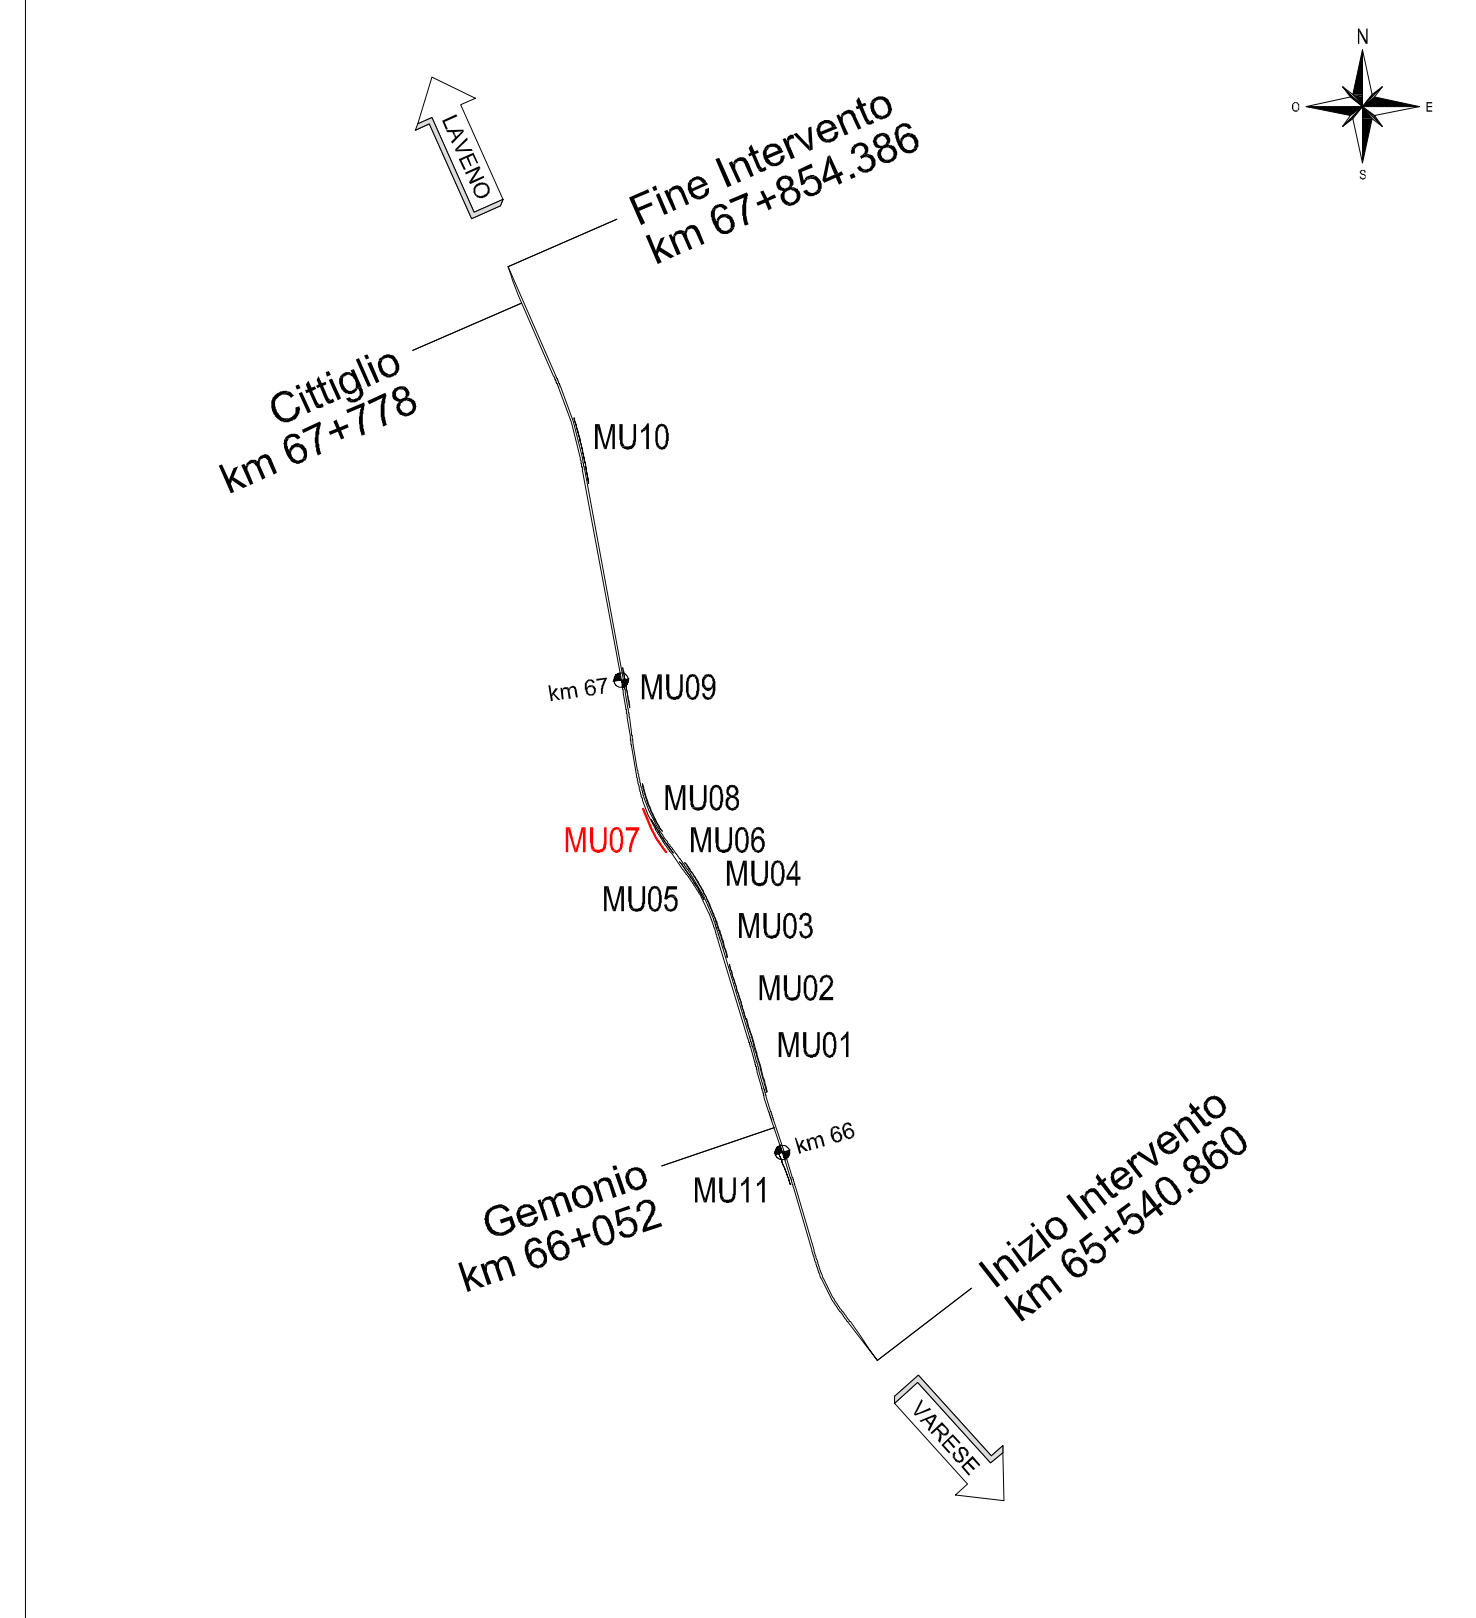 N
O
E
S
LAVENO
Fine Intervento
km 67+854.386
Cittiglio
km 67+778
MU10
km 67
MU09
MU08
MU07
MU06
MU04
MU05
MU03
MU02
MU01
km 66
Gemonio
km 66+052
MU11
Inizio Intervento
km 65+540.860
VARESE